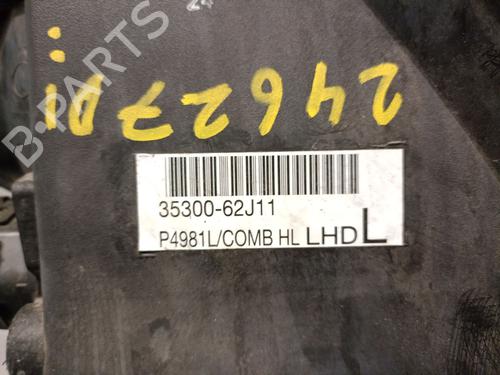 24627
35300-62J11
P4981L/COMB HL LHD L
B-PARTS